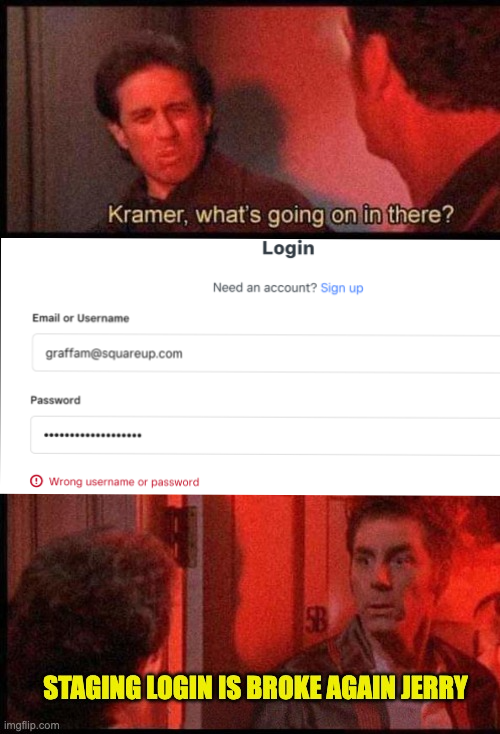 Kramer, what's going on in there?
Login
Need an account? Sign up
Email or Username
graffam@squareup.com
Password
•••••••••••••••••••
Wrong username or password
5B
STAGING LOGIN IS BROKE AGAIN JERRY
imgflip.com